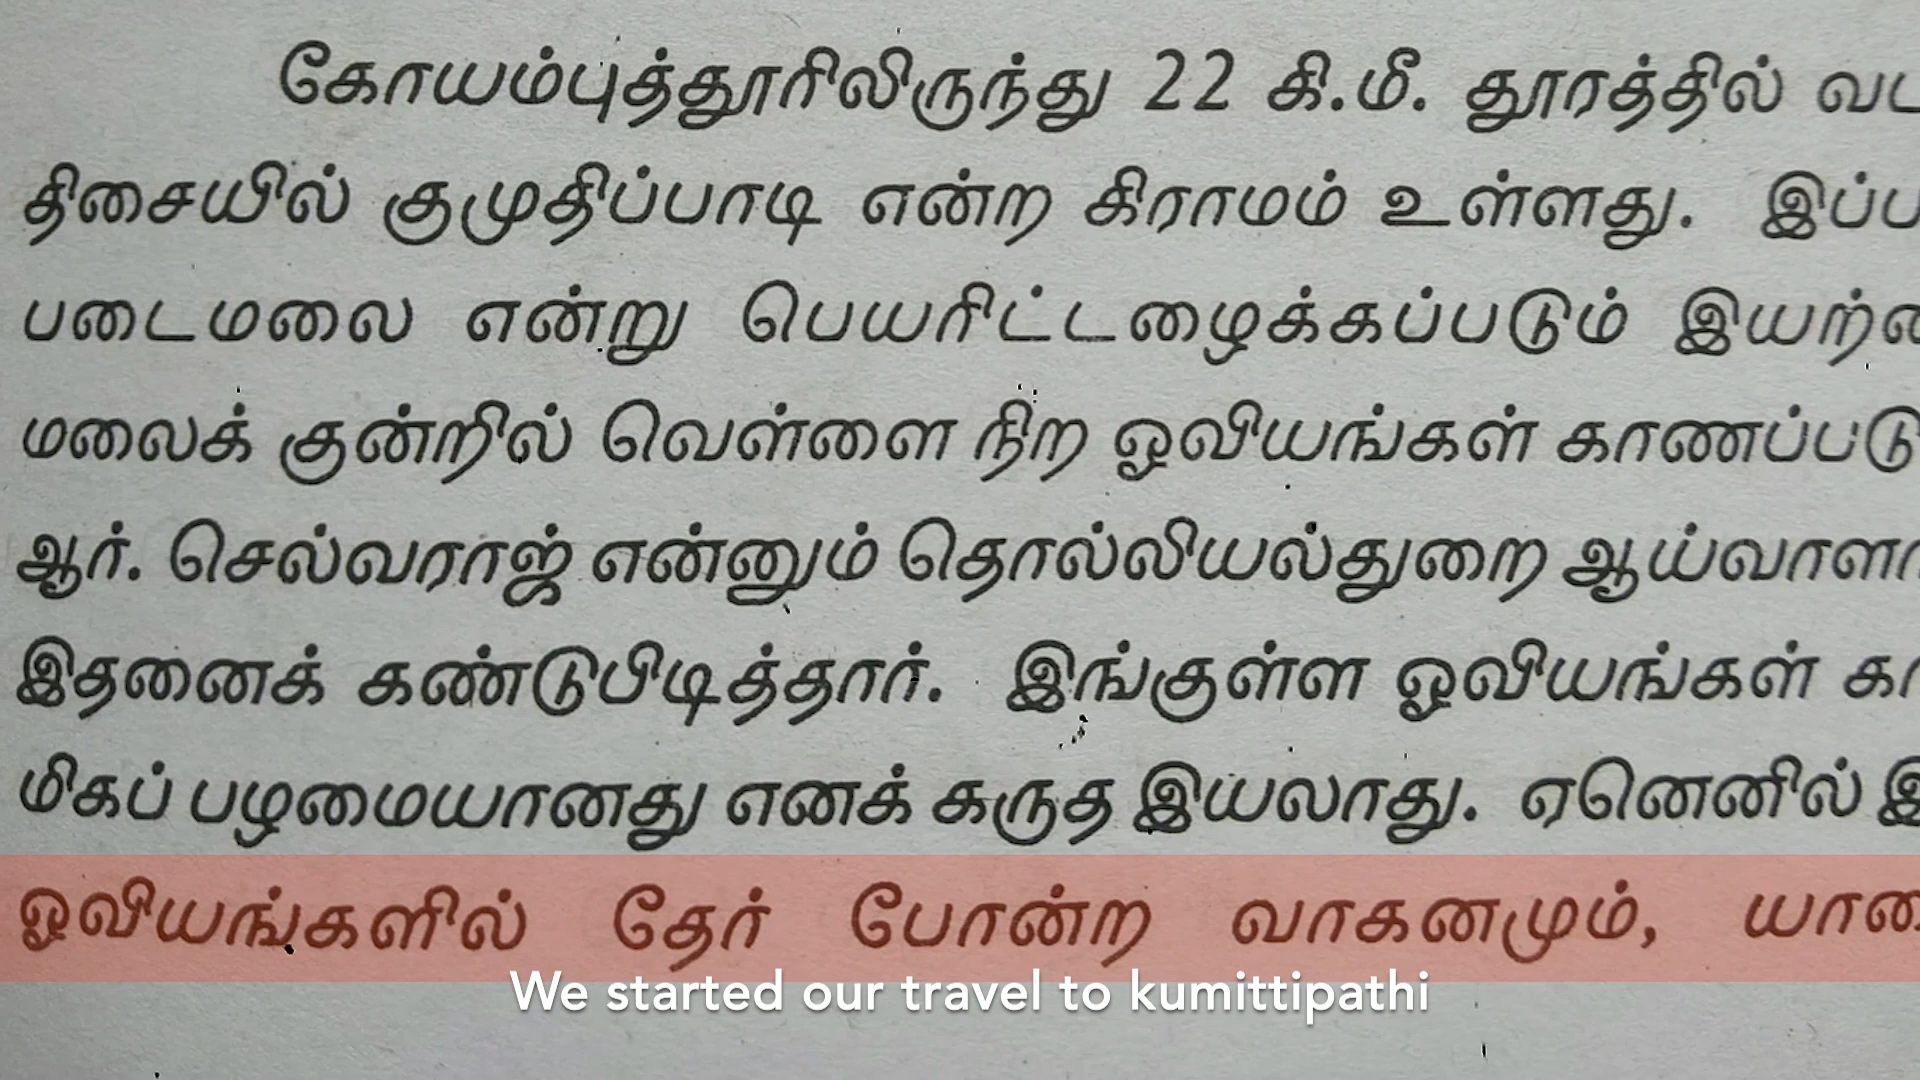 கோயம்புத்தூரிலிருந்து 22 கி.மீ. தூரத்தில்
திசையில் குமுதிப்பாடி என்ற கிராமம் உள்ளது.
படைமலை என்று பெயரிட்டழைக்கப்படும்
மலைக் குன்றில் வெள்ளை நிற ஓவியங்கள்
ஆர். செல்வராஜ் என்னும் தொல்லியல்துறை
இதனைக் கண்டுபிடித்தார். இங்குள்ள ஓவியங்கள்
மிகப் பழமையானது எனக் கருத இயலாது. ஏனெனில்
ஓவியங்களில் தேர் போன்ற வாகனமும்,
We started our travel to kumittipathi